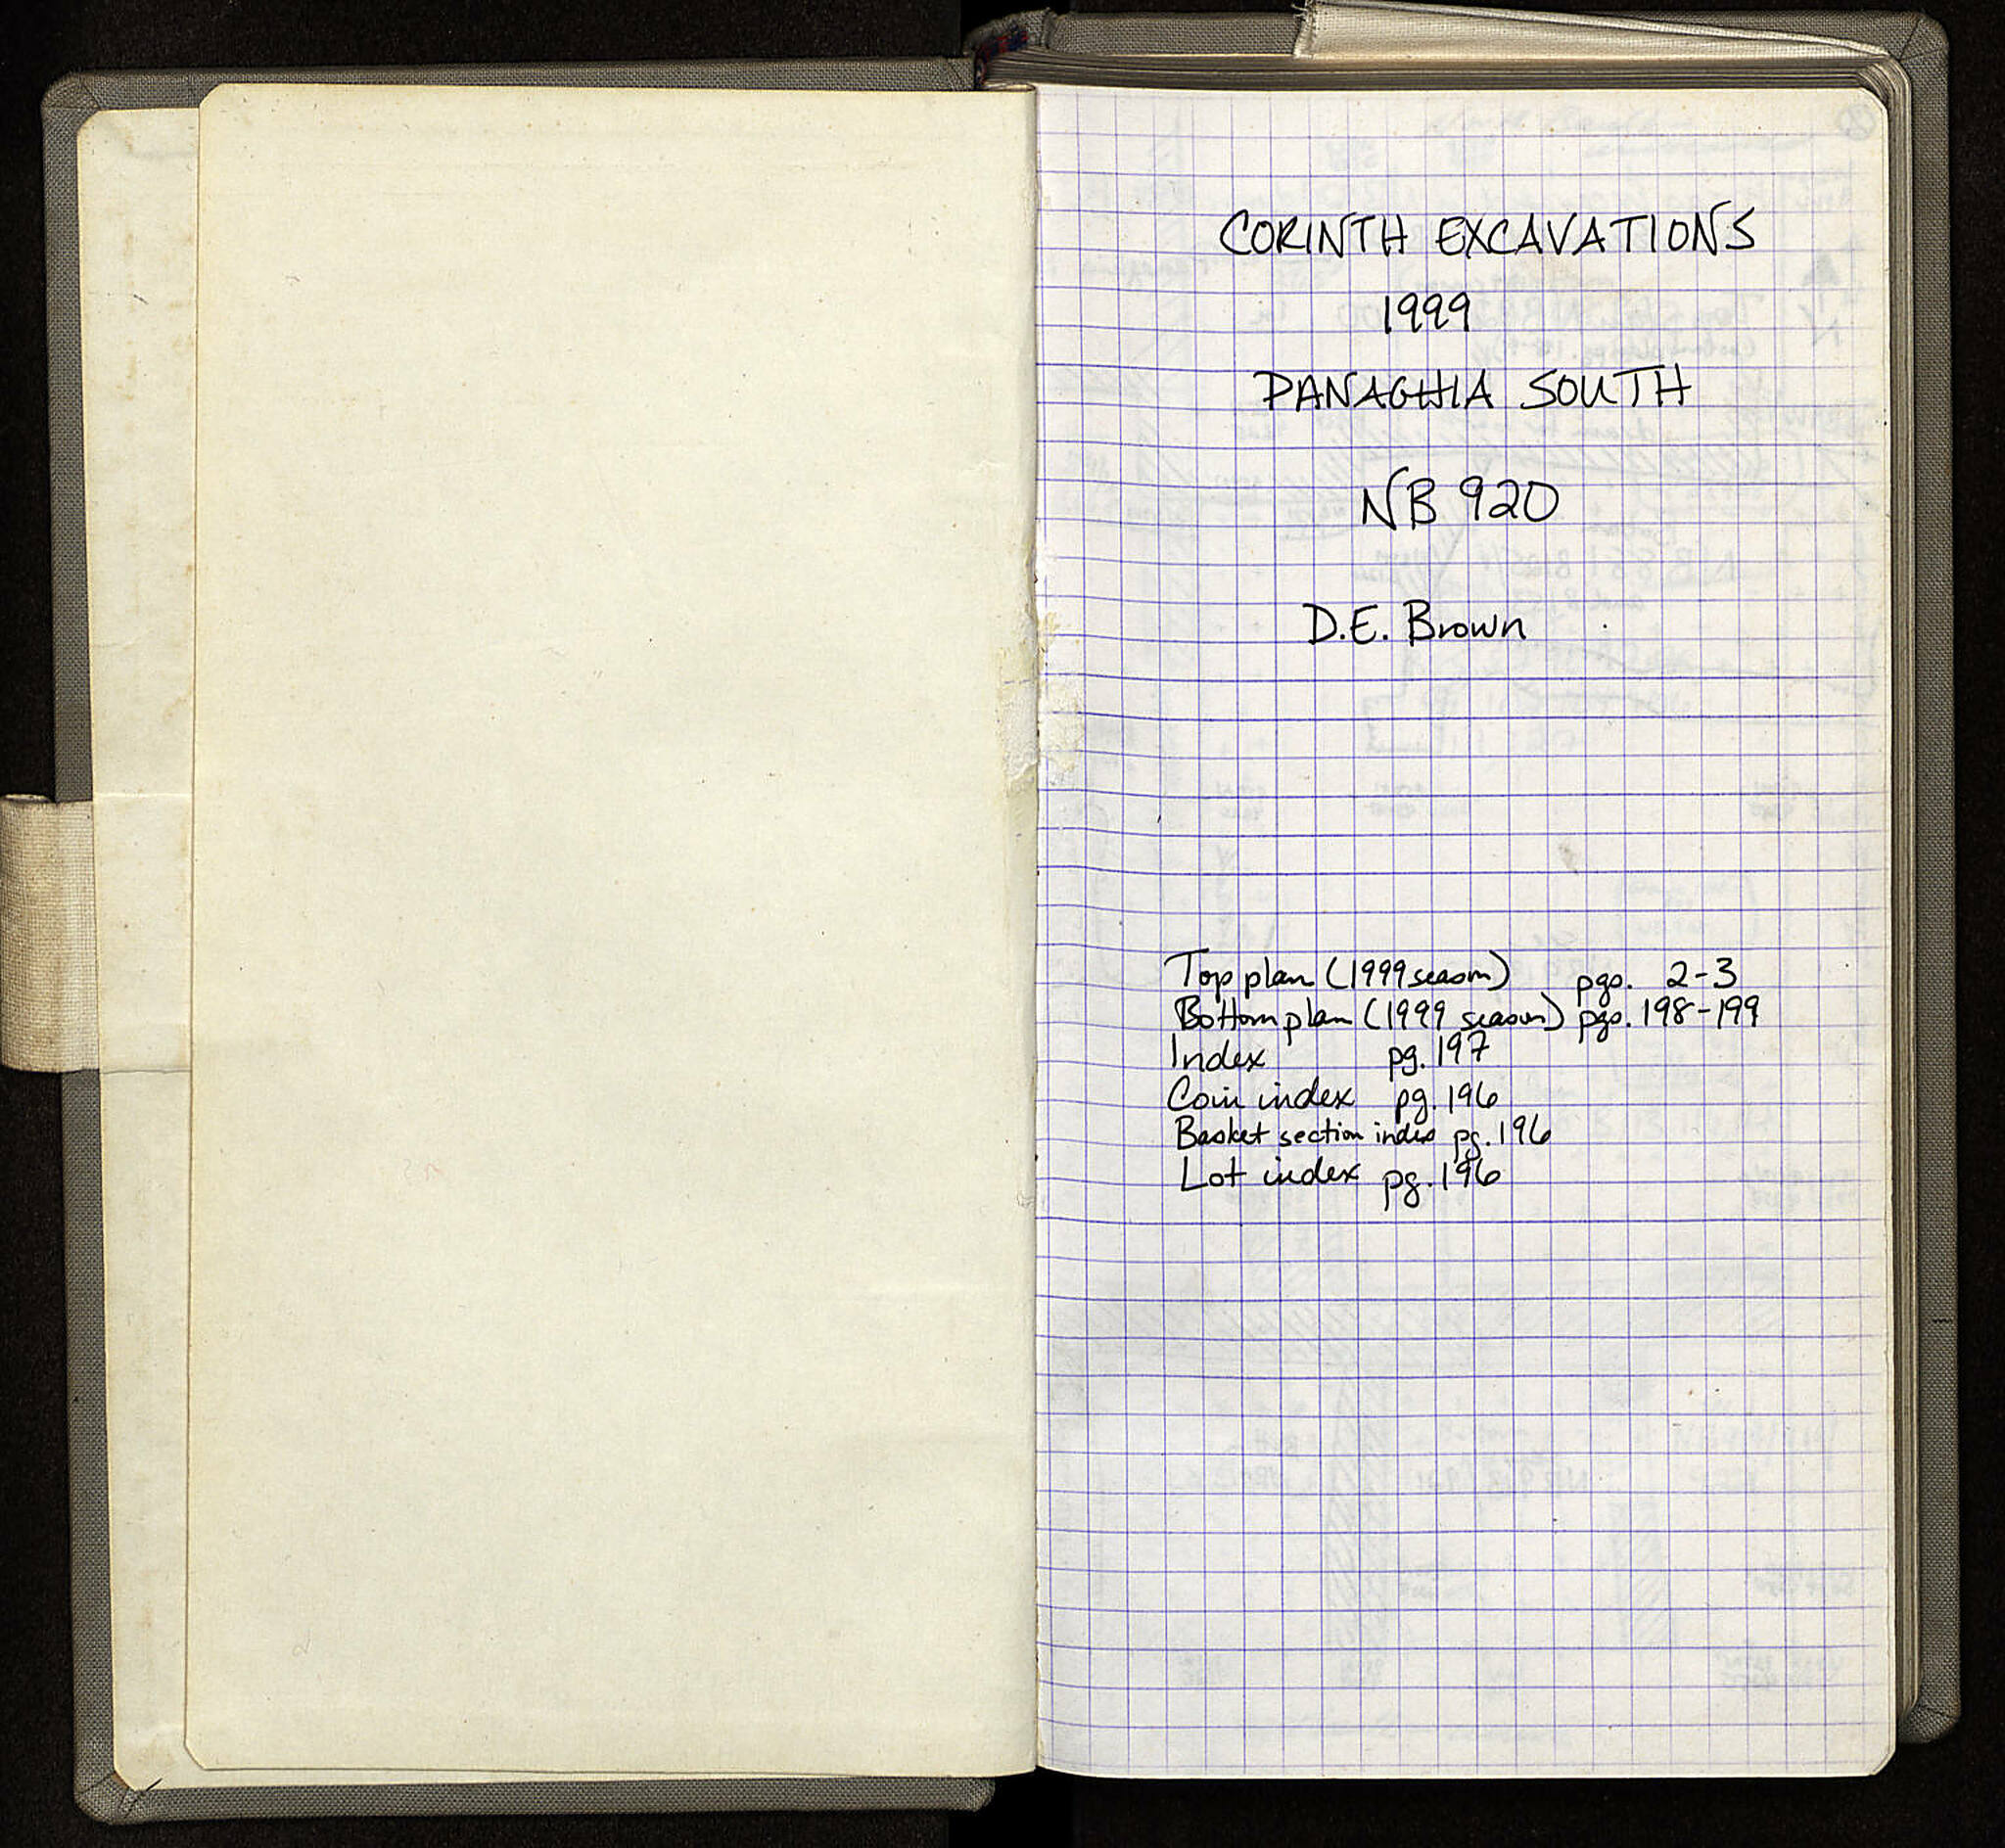 CORINTH EXCAVATIONS
1999
PANAGHIA SOUTH
NB 920
D.E. Brown
Top plan (1999 season) pgs. 2-3
Bottom plan (1999 season) pgs. 198-199
Index pg. 197
Coin index pg. 196
Basket section index pg. 196
Lot index pg. 196